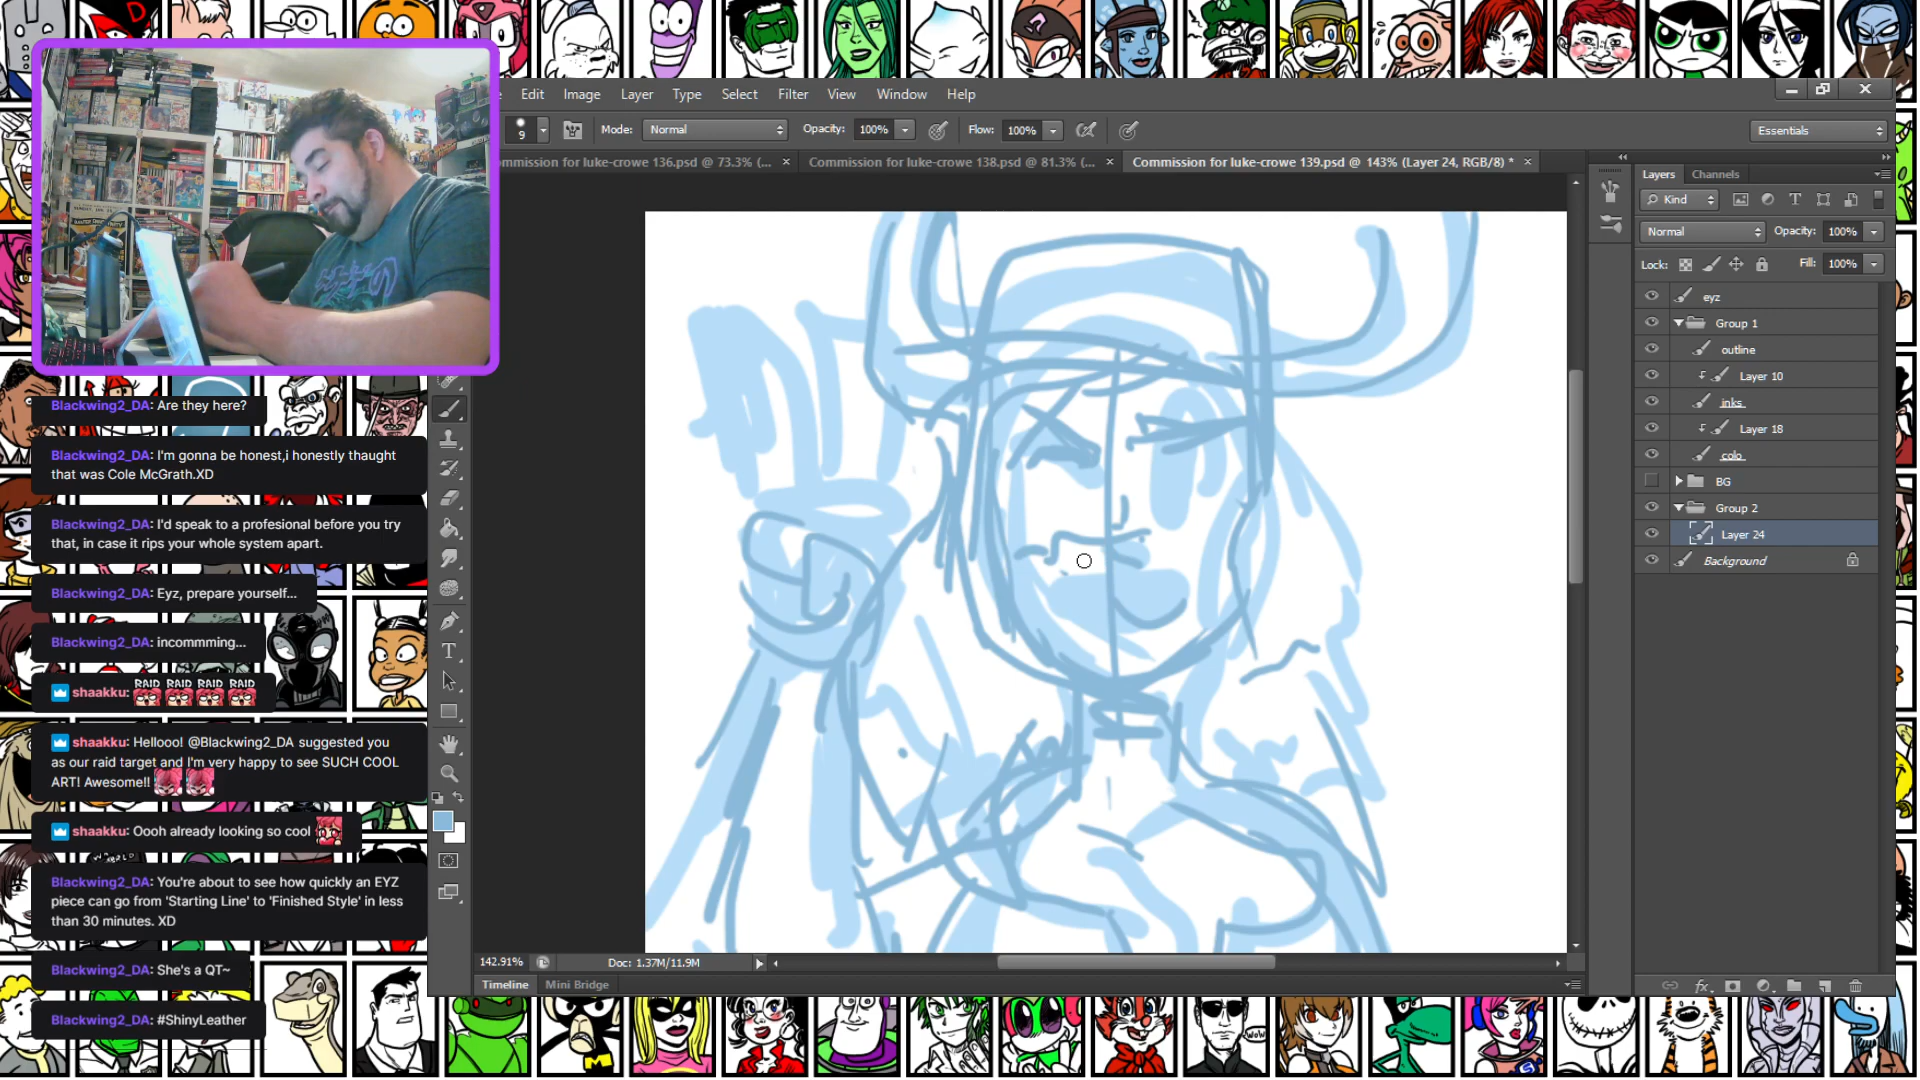 Edit Image Layer Type Select Filter View Window Help
9 Mode: Normal Opacity: 100% Flow: 100% Essentials
ommission for luke-crowe 136.psd @ 73.3% (... × Commission for luke-crowe 138.psd @ 81.3% (... × Commission for luke-crowe 139.psd @ 143% (Layer 24, RGB/8) * ×
Layers Channels
Kind
Normal Opacity: 100%
Lock: Fill: 100%
eyz
Group 1
outline
Layer 10
inks
Layer 18
colo
BG
Group 2
Layer 24
Background
Blackwing2_DA: Are they here?
Blackwing2_DA: I'm gonna be honest,i honestly thaught
that was Cole McGrath.XD
Blackwing2_DA: I'd speak to a profesional before you try
that, in case it rips your whole system apart.
Blackwing2_DA: Eyz, prepare yourself...
Blackwing2_DA: incommming...
shaakku: RAID RAID RAID RAID
shaakku: Hellooo! @Blackwing2_DA suggested you
as our raid target and I'm very happy to see SUCH COOL
ART! Awesome!!
shaakku: Oooh already looking so cool
Blackwing2_DA: You're about to see how quickly an EYZ
piece can go from 'Starting Line' to 'Finished Style' in less
than 30 minutes. XD
Blackwing2_DA: She's a QT~
Blackwing2_DA: #ShinyLeather
142.91% Doc: 1.37M/11.9M
Timeline Mini Bridge
fx
WOW